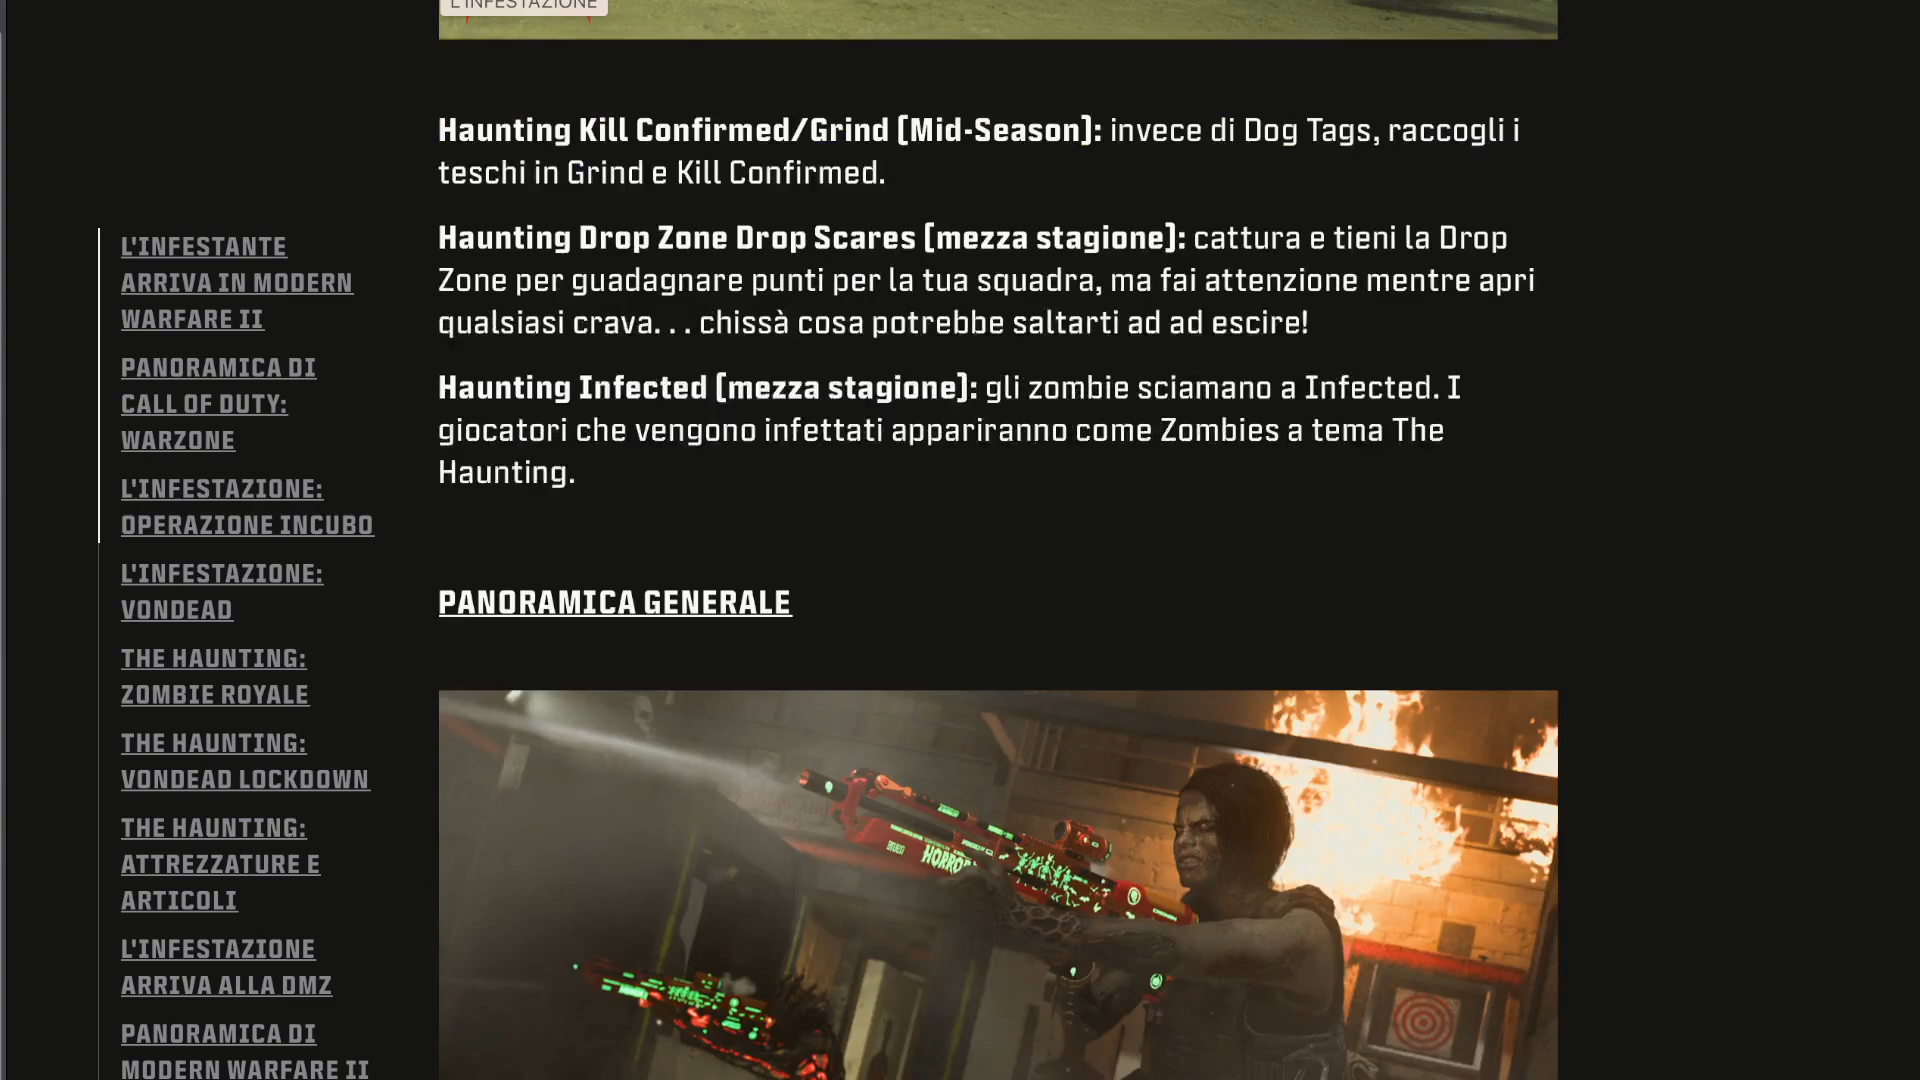 L'INFESTAZIONE
Haunting Kill Confirmed/Grind (Mid-Season): invece di Dog Tags, raccogli i
teschi in Grind e Kill Confirmed.
Haunting Drop Zone Drop Scares (mezza stagione): cattura e tieni la Drop
Zone per guadagnare punti per la tua squadra, ma fai attenzione mentre apri
qualsiasi crava. . . chissà cosa potrebbe saltarti ad ad escire!
Haunting Infected (mezza stagione): gli zombie sciamano a Infected. I
giocatori che vengono infettati appariranno come Zombies a tema The
Haunting.
PANORAMICA GENERALE
L'INFESTANTE
ARRIVA IN MODERN
WARFARE II
PANORAMICA DI
CALL OF DUTY:
WARZONE
L'INFESTAZIONE:
OPERAZIONE INCUBO
L'INFESTAZIONE:
VONDEAD
THE HAUNTING:
ZOMBIE ROYALE
THE HAUNTING:
VONDEAD LOCKDOWN
THE HAUNTING:
ATTREZZATURE E
ARTICOLI
L'INFESTAZIONE
ARRIVA ALLA DMZ
PANORAMICA DI
MODERN WARFARE II